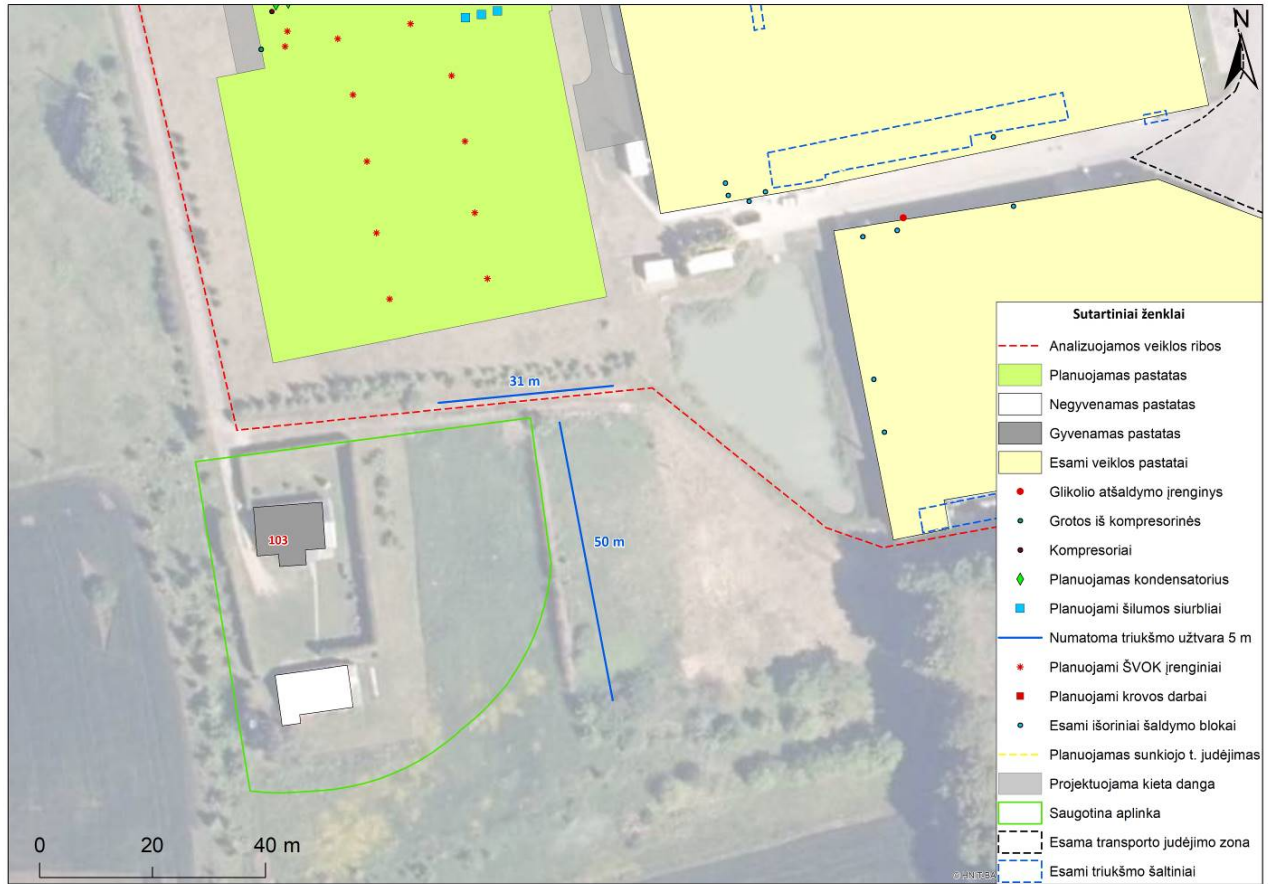 N
31 m
50 m
103
0 20 40 m
Sutartiniai ženklai
Analizuojamos veiklos ribos
Planuojamas pastatas
Negyvenamas pastatas
Gyvenamas pastatas
Esami veiklos pastatai
Glikolio atšaldymo įrenginys
Grotos iš kompresorinės
Kompresoriai
Planuojamas kondensatorius
Planuojami šilumos siurbliai
Numatoma triukšmo užtvara 5 m
Planuojami ŠVOK įrenginiai
Planuojami krovos darbai
Esami išoriniai šaldymo blokai
Planuojamas sunkiojo t. judėjimas
Projektuojama kieta danga
Saugotina aplinka
Esama transporto judėjimo zona
Esami triukšmo šaltiniai